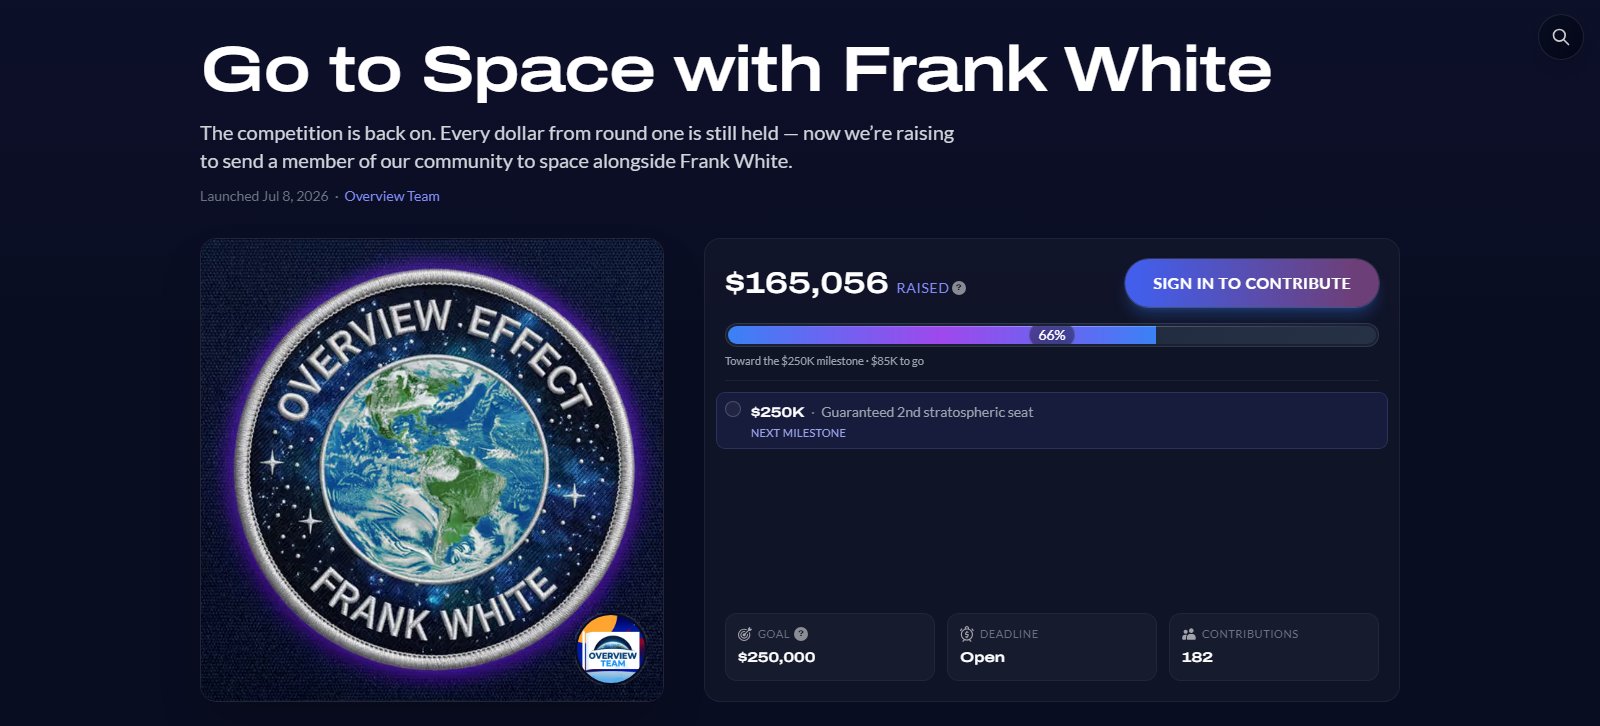 Go to Space with Frank White
The competition is back on. Every dollar from round one is still held — now we’re raising
to send a member of our community to space alongside Frank White.
Launched Jul 8, 2026 · Overview Team
OVERVIEW EFFECT
FRANK WHITE
OVERVIEW
TEAM
$165,056 RAISED ?
SIGN IN TO CONTRIBUTE
66%
Toward the $250K milestone · $85K to go
$250K · Guaranteed 2nd stratospheric seat
NEXT MILESTONE
GOAL ?
$250,000
DEADLINE
Open
CONTRIBUTIONS
182